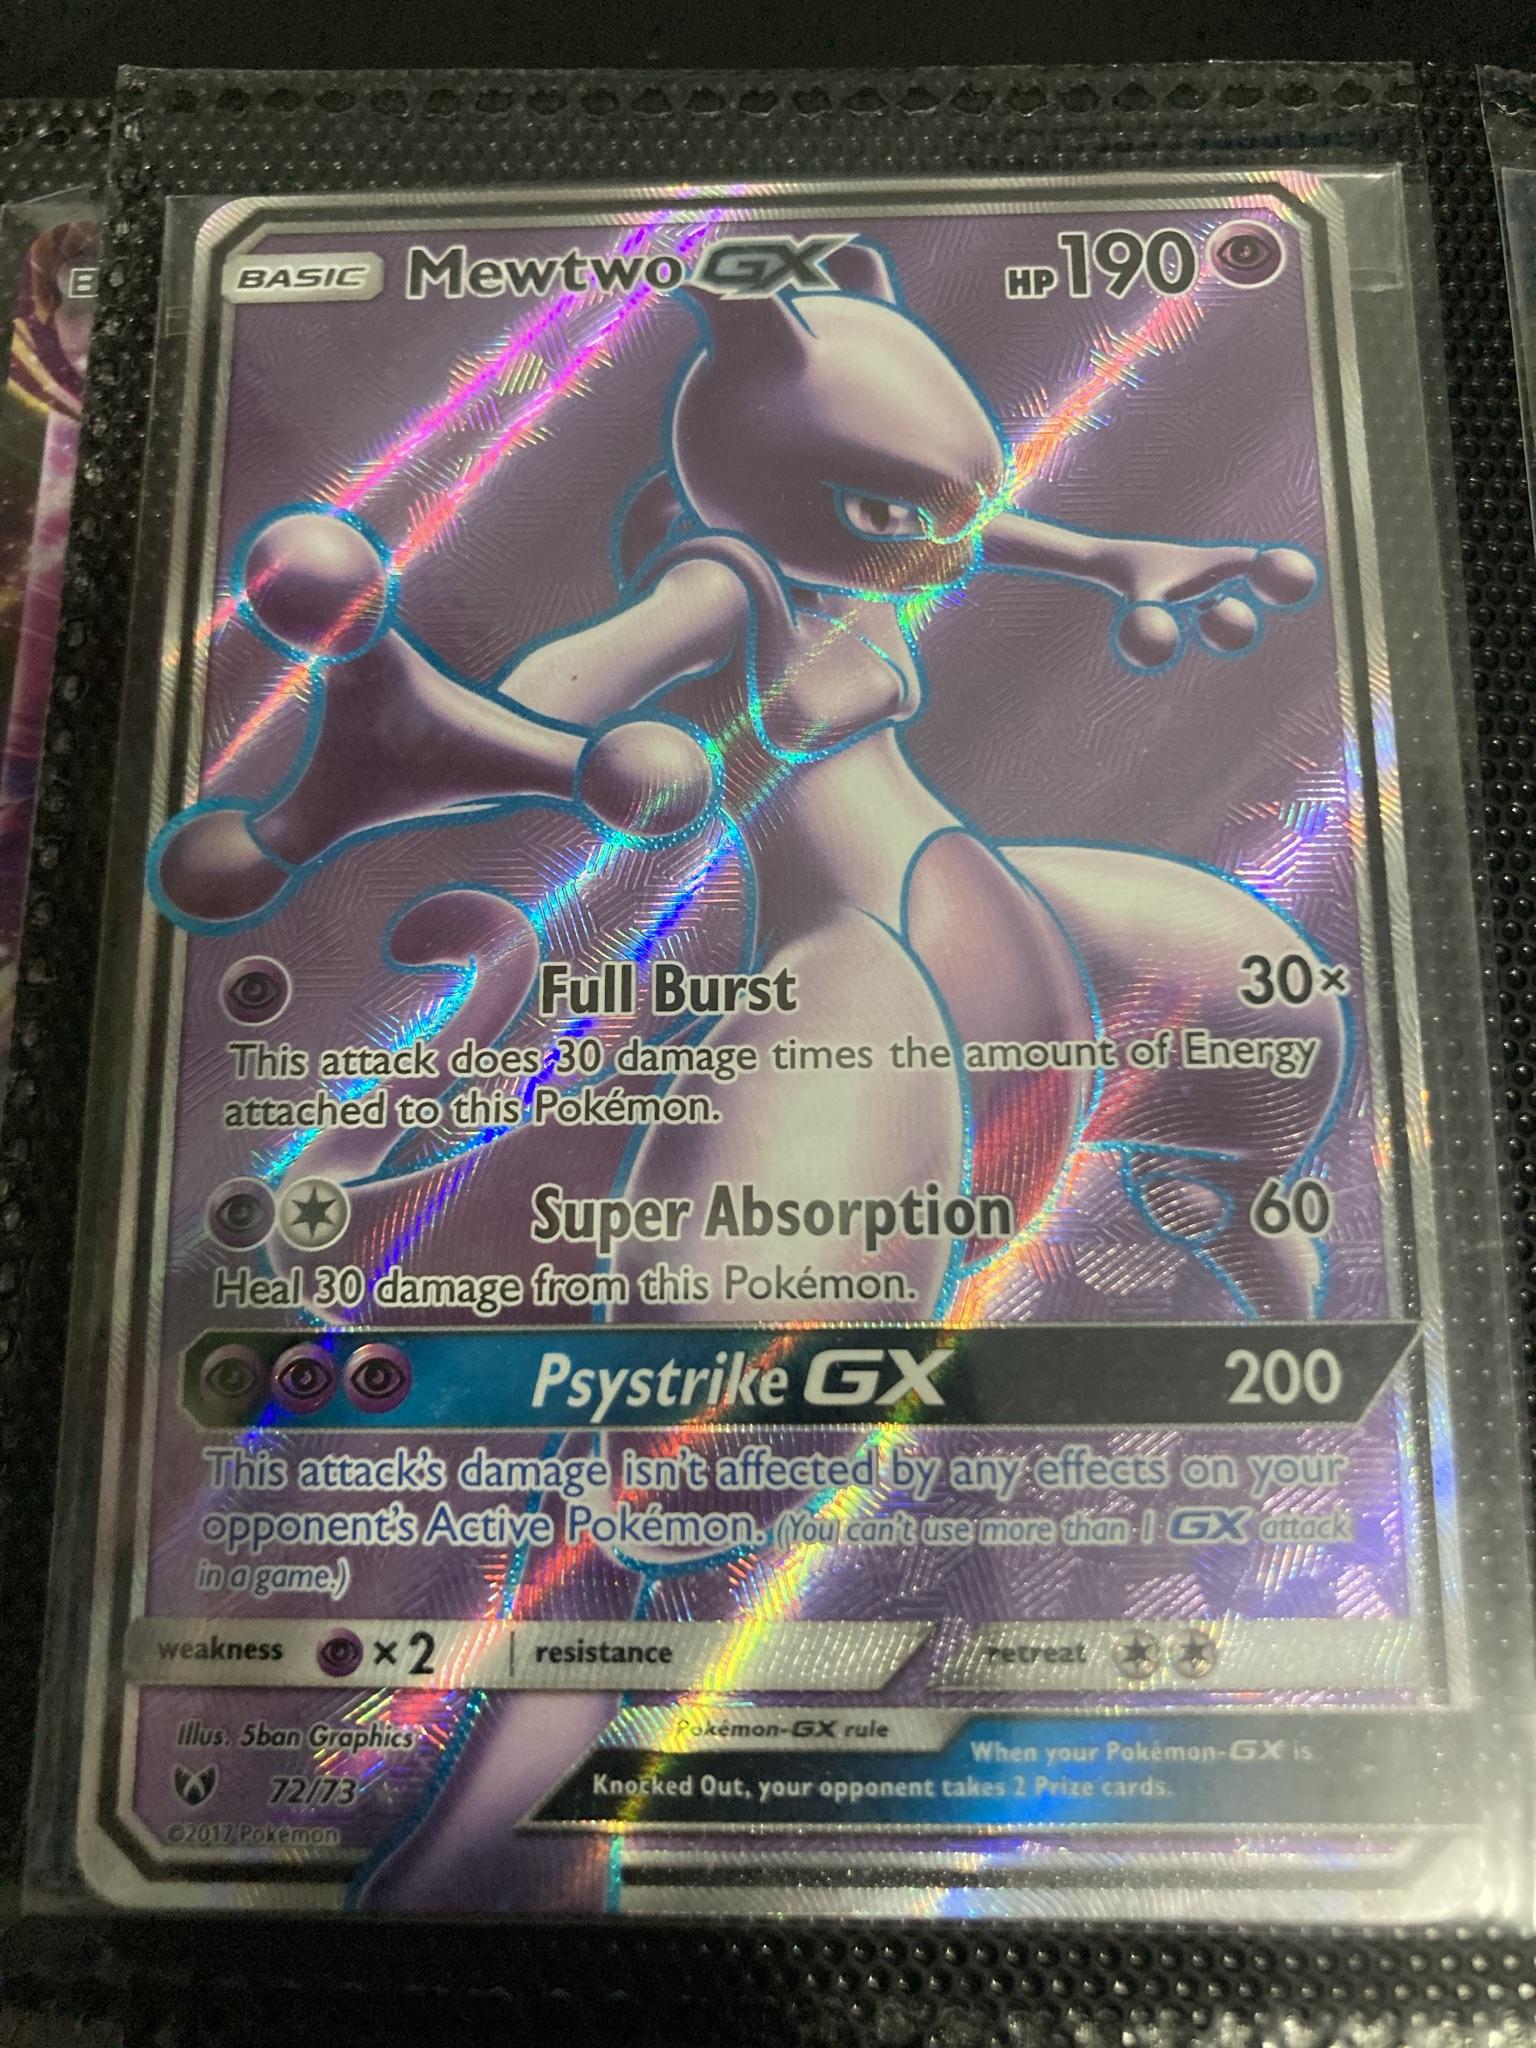 BASIC Mewtwo GX HP 190
Full Burst 30×
This attack does 30 damage times the amount of Energy
attached to this Pokémon.
Super Absorption 60
Heal 30 damage from this Pokémon.
Psystrike GX 200
This attack's damage isn't affected by any effects on your
opponent's Active Pokémon. (You can't use more than 1 GX attack
in a game.)
weakness ×2 resistance retreat
Illus. 5ban Graphics
72/73
©2017 Pokémon
Pokémon-GX rule
When your Pokémon-GX is
Knocked Out, your opponent takes 2 Prize cards.